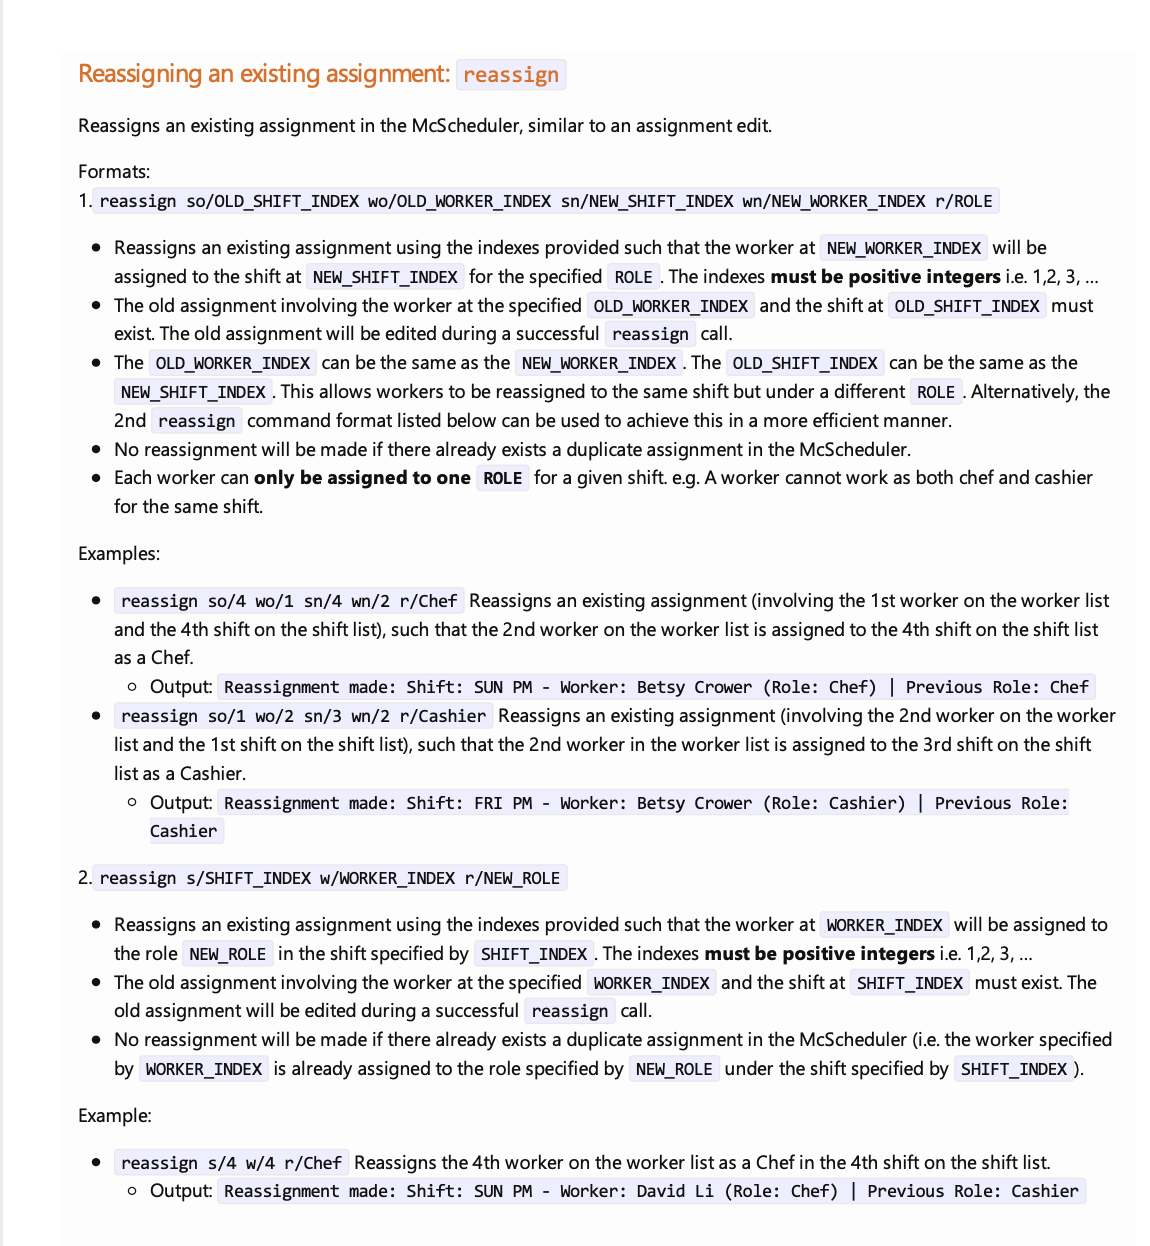 Reassigning an existing assignment: reassign
Reassigns an existing assignment in the McScheduler, similar to an assignment edit.
Formats:
1. reassign so/OLD_SHIFT_INDEX wo/OLD_WORKER_INDEX sn/NEW_SHIFT_INDEX wn/NEW_WORKER_INDEX r/ROLE
• Reassigns an existing assignment using the indexes provided such that the worker at NEW_WORKER_INDEX will be
assigned to the shift at NEW_SHIFT_INDEX for the specified ROLE . The indexes must be positive integers i.e. 1,2, 3, ...
• The old assignment involving the worker at the specified OLD_WORKER_INDEX and the shift at OLD_SHIFT_INDEX must
exist. The old assignment will be edited during a successful reassign call.
• The OLD_WORKER_INDEX can be the same as the NEW_WORKER_INDEX . The OLD_SHIFT_INDEX can be the same as the
NEW_SHIFT_INDEX . This allows workers to be reassigned to the same shift but under a different ROLE . Alternatively, the
2nd reassign command format listed below can be used to achieve this in a more efficient manner.
• No reassignment will be made if there already exists a duplicate assignment in the McScheduler.
• Each worker can only be assigned to one ROLE for a given shift. e.g. A worker cannot work as both chef and cashier
for the same shift.
Examples:
• reassign so/4 wo/1 sn/4 wn/2 r/Chef Reassigns an existing assignment (involving the 1st worker on the worker list
and the 4th shift on the shift list), such that the 2nd worker on the worker list is assigned to the 4th shift on the shift list
as a Chef.
◦ Output: Reassignment made: Shift: SUN PM - Worker: Betsy Crower (Role: Chef) | Previous Role: Chef
• reassign so/1 wo/2 sn/3 wn/2 r/Cashier Reassigns an existing assignment (involving the 2nd worker on the worker
list and the 1st shift on the shift list), such that the 2nd worker in the worker list is assigned to the 3rd shift on the shift
list as a Cashier.
◦ Output: Reassignment made: Shift: FRI PM - Worker: Betsy Crower (Role: Cashier) | Previous Role:
Cashier
2. reassign s/SHIFT_INDEX w/WORKER_INDEX r/NEW_ROLE
• Reassigns an existing assignment using the indexes provided such that the worker at WORKER_INDEX will be assigned to
the role NEW_ROLE in the shift specified by SHIFT_INDEX . The indexes must be positive integers i.e. 1,2, 3, ...
• The old assignment involving the worker at the specified WORKER_INDEX and the shift at SHIFT_INDEX must exist. The
old assignment will be edited during a successful reassign call.
• No reassignment will be made if there already exists a duplicate assignment in the McScheduler (i.e. the worker specified
by WORKER_INDEX is already assigned to the role specified by NEW_ROLE under the shift specified by SHIFT_INDEX ).
Example:
• reassign s/4 w/4 r/Chef Reassigns the 4th worker on the worker list as a Chef in the 4th shift on the shift list.
◦ Output: Reassignment made: Shift: SUN PM - Worker: David Li (Role: Chef) | Previous Role: Cashier